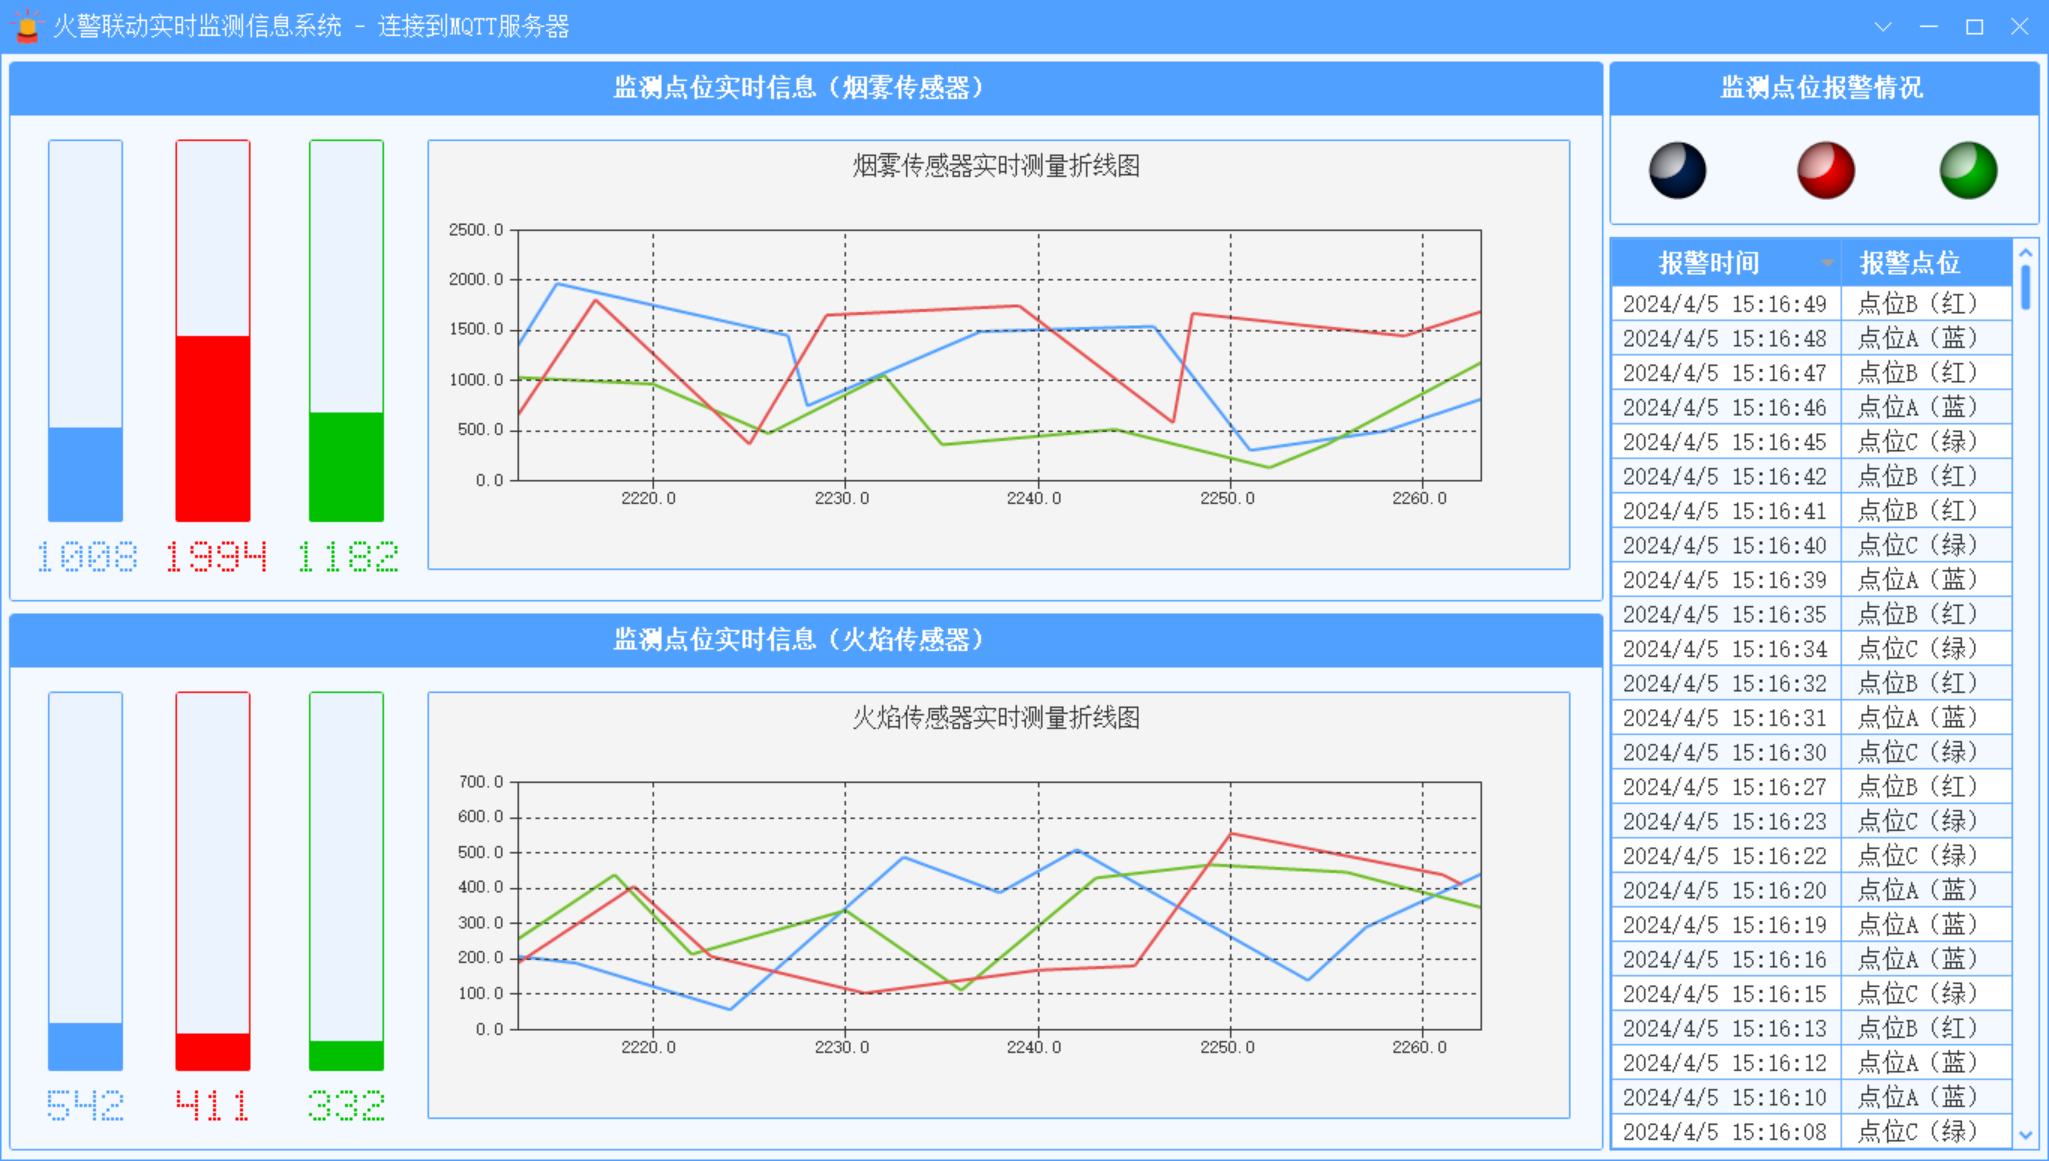 火警联动实时监测信息系统 - 连接到MQTT服务器
监测点位实时信息（烟雾传感器）
烟雾传感器实时测量折线图
2500.0
2000.0
1500.0
1000.0
500.0
0.0
2220.0 2230.0 2240.0 2250.0 2260.0
1008 1994 1182
监测点位实时信息（火焰传感器）
火焰传感器实时测量折线图
700.0
600.0
500.0
400.0
300.0
200.0
100.0
0.0
2220.0 2230.0 2240.0 2250.0 2260.0
542 411 332
监测点位报警情况
报警时间 报警点位
2024/4/5 15:16:49 点位B（红）
2024/4/5 15:16:48 点位A（蓝）
2024/4/5 15:16:47 点位B（红）
2024/4/5 15:16:46 点位A（蓝）
2024/4/5 15:16:45 点位C（绿）
2024/4/5 15:16:42 点位B（红）
2024/4/5 15:16:41 点位B（红）
2024/4/5 15:16:40 点位C（绿）
2024/4/5 15:16:39 点位A（蓝）
2024/4/5 15:16:35 点位B（红）
2024/4/5 15:16:34 点位C（绿）
2024/4/5 15:16:32 点位B（红）
2024/4/5 15:16:31 点位A（蓝）
2024/4/5 15:16:30 点位C（绿）
2024/4/5 15:16:27 点位B（红）
2024/4/5 15:16:23 点位C（绿）
2024/4/5 15:16:22 点位C（绿）
2024/4/5 15:16:20 点位A（蓝）
2024/4/5 15:16:19 点位A（蓝）
2024/4/5 15:16:16 点位A（蓝）
2024/4/5 15:16:15 点位C（绿）
2024/4/5 15:16:13 点位B（红）
2024/4/5 15:16:12 点位A（蓝）
2024/4/5 15:16:10 点位A（蓝）
2024/4/5 15:16:08 点位C（绿）